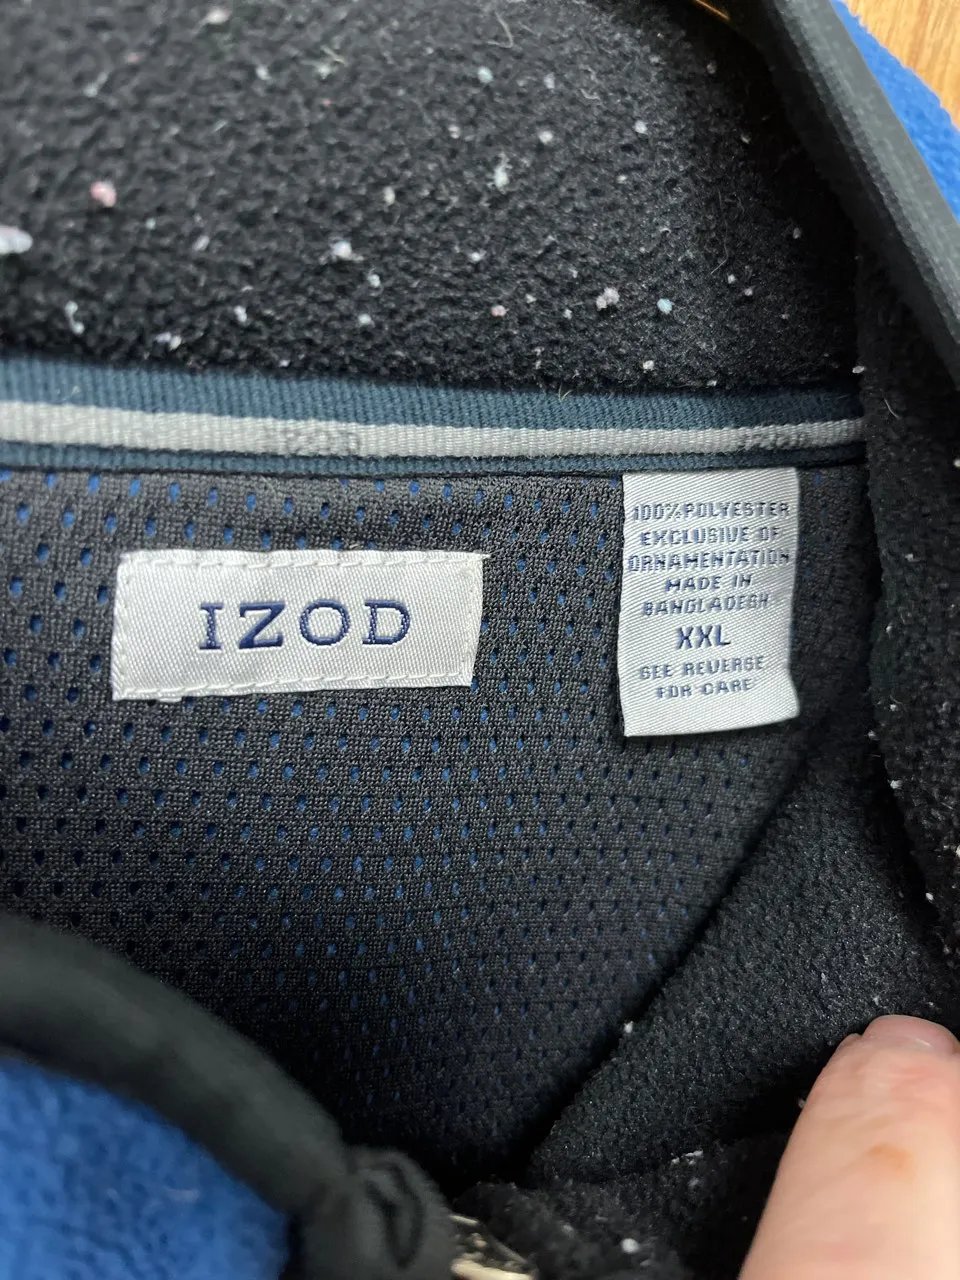 IZOD
100% POLYESTER
EXCLUSIVE OF
ORNAMENTATION
MADE IN
BANGLADESH
XXL
SEE REVERSE
FOR CARE